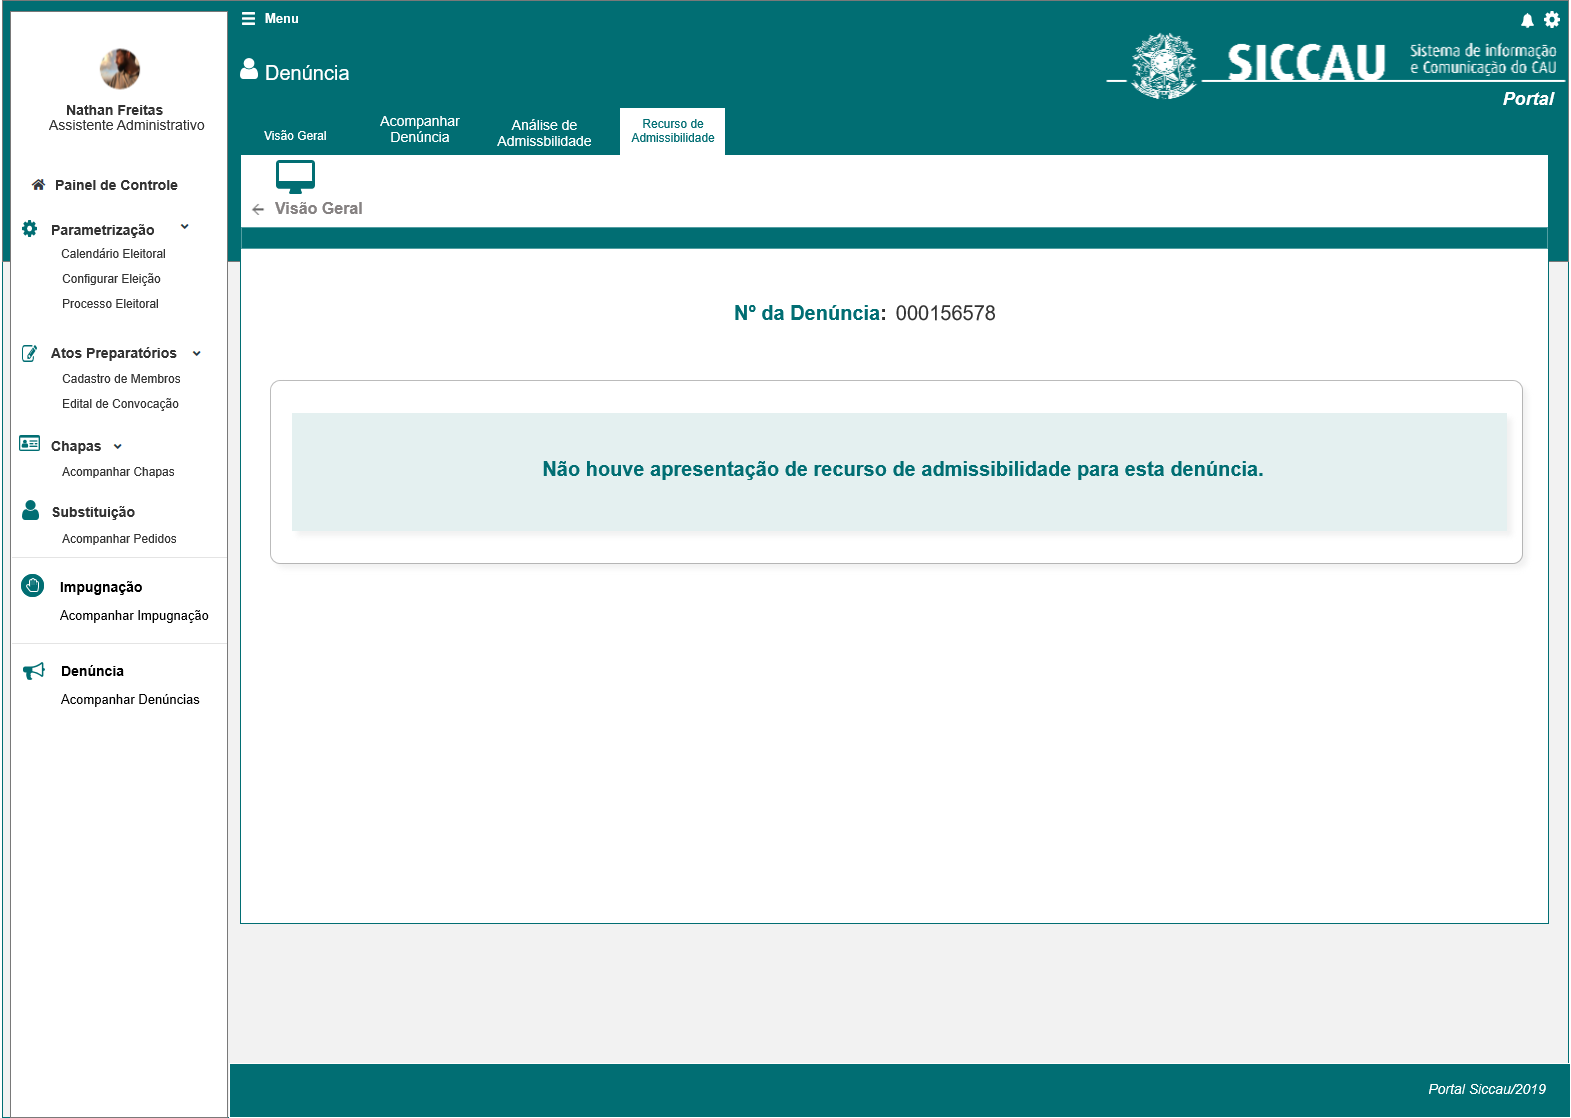 Menu
Denúncia
SICCAU
Sistema de informação
e Comunicação do CAU
Portal
Visão Geral
Acompanhar
Denúncia
Análise de
Admissbilidade
Recurso de
Admissibilidade
Nathan Freitas
Assistente Administrativo
Painel de Controle
Parametrização
Calendário Eleitoral
Configurar Eleição
Processo Eleitoral
Atos Preparatórios
Cadastro de Membros
Edital de Convocação
Chapas
Acompanhar Chapas
Substituição
Acompanhar Pedidos
Impugnação
Acompanhar Impugnação
Denúncia
Acompanhar Denúncias
Visão Geral
Nº da Denúncia: 000156578
Não houve apresentação de recurso de admissibilidade para esta denúncia.
Portal Siccau/2019